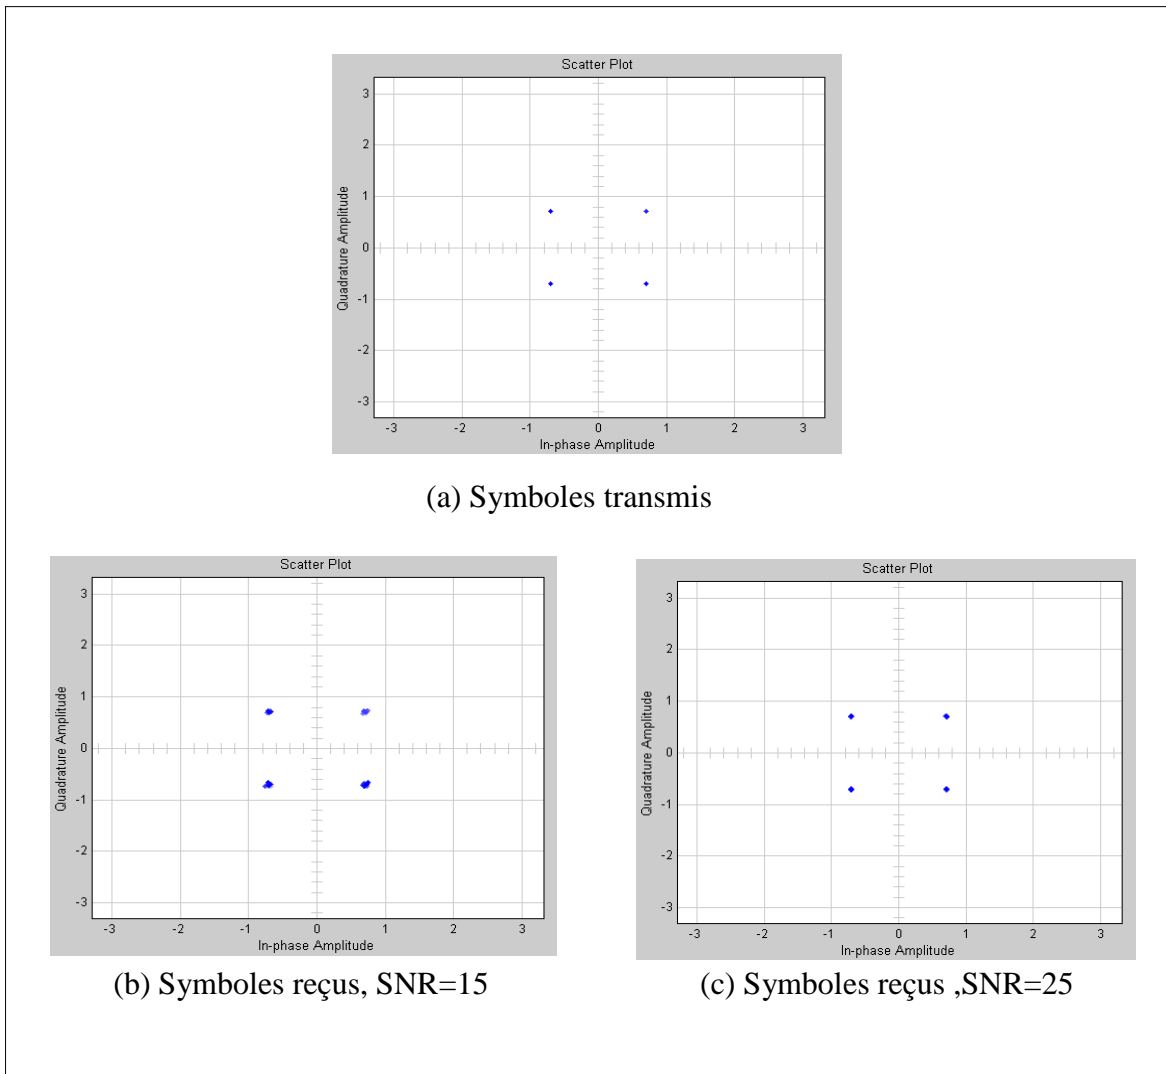 Scatter Plot
Quadrature Amplitude
3
2
1
0
-1
-2
-3
-3 -2 -1 0 1 2 3
In-phase Amplitude
(a) Symboles transmis
Scatter Plot
Quadrature Amplitude
3
2
1
0
-1
-2
-3
-3 -2 -1 0 1 2 3
In-phase Amplitude
(b) Symboles reçus, SNR=15
Scatter Plot
Quadrature Amplitude
3
2
1
0
-1
-2
-3
-3 -2 -1 0 1 2 3
In-phase Amplitude
(c) Symboles reçus ,SNR=25